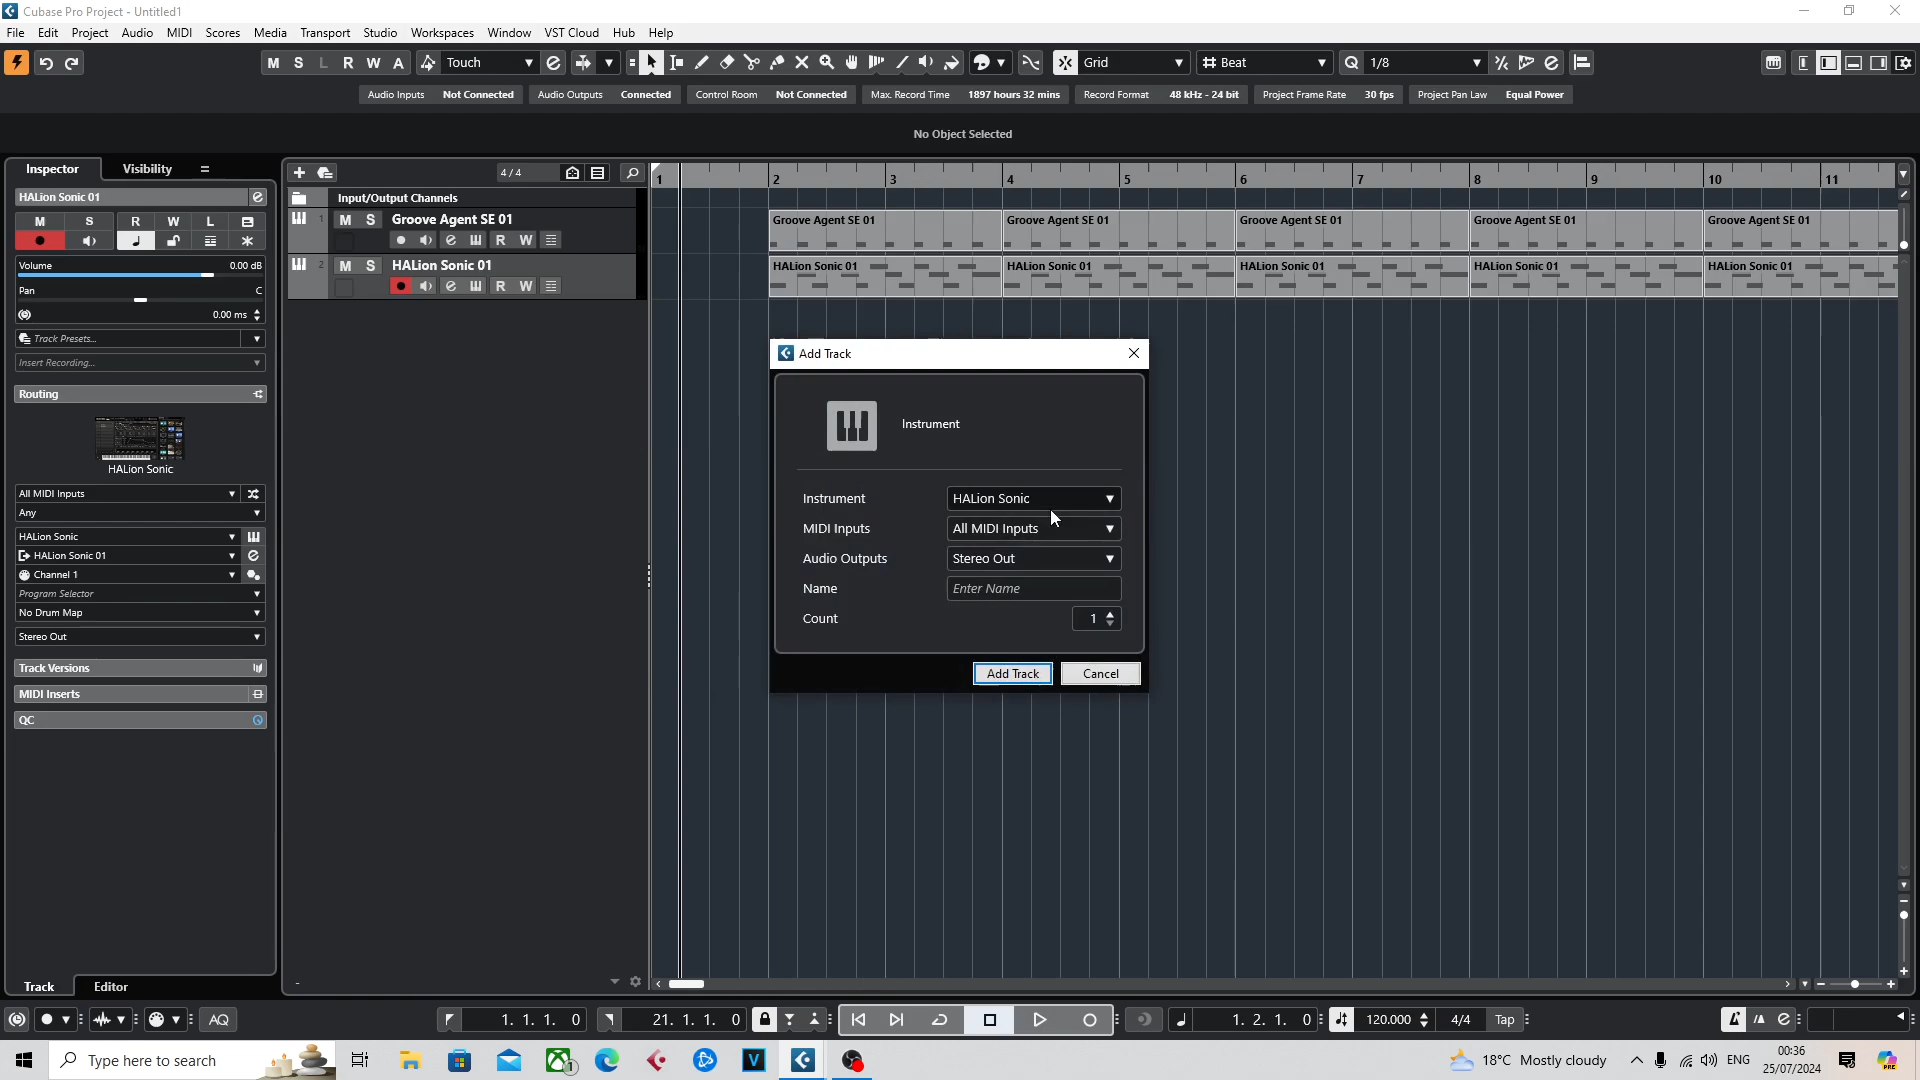 Cubase Pro Project - Untitled1
File Edit Project Audio MIDI Scores Media Transport Studio Workspaces Window VST Cloud Hub Help
M S L R W A Touch Grid Beat Q 1/8
Audio Inputs Not Connected Audio Outputs Connected Control Room Not Connected Max. Record Time 1897 hours 32 mins Record Format 48 kHz - 24 bit Project Frame Rate 30 fps Project Pan Law Equal Power
No Object Selected
Inspector Visibility
4/4
1 2 3 4 5 6 7 8 9 10 11
HALion Sonic 01
M S R W L
Volume 0.00 dB
Pan C
0.00 ms
Track Presets...
Insert Recording...
Routing
HALion Sonic
All MIDI Inputs
Any
HALion Sonic
HALion Sonic 01
Channel 1
Program Selector
No Drum Map
Stereo Out
Track Versions
MIDI Inserts
QC
Track Editor
Input/Output Channels
1 M S Groove Agent SE 01
R W
2 M S HALion Sonic 01
R W
Groove Agent SE 01 Groove Agent SE 01 Groove Agent SE 01 Groove Agent SE 01 Groove Agent SE 01
HALion Sonic 01 HALion Sonic 01 HALion Sonic 01 HALion Sonic 01 HALion Sonic 01
Add Track
Instrument
Instrument HALion Sonic
MIDI Inputs All MIDI Inputs
Audio Outputs Stereo Out
Name Enter Name
Count 1
Add Track Cancel
AQ 1. 1. 1. 0 21. 1. 1. 0 1. 2. 1. 0 120.000 4/4 Tap
Type here to search
18°C Mostly cloudy ENG
00:36
25/07/2024